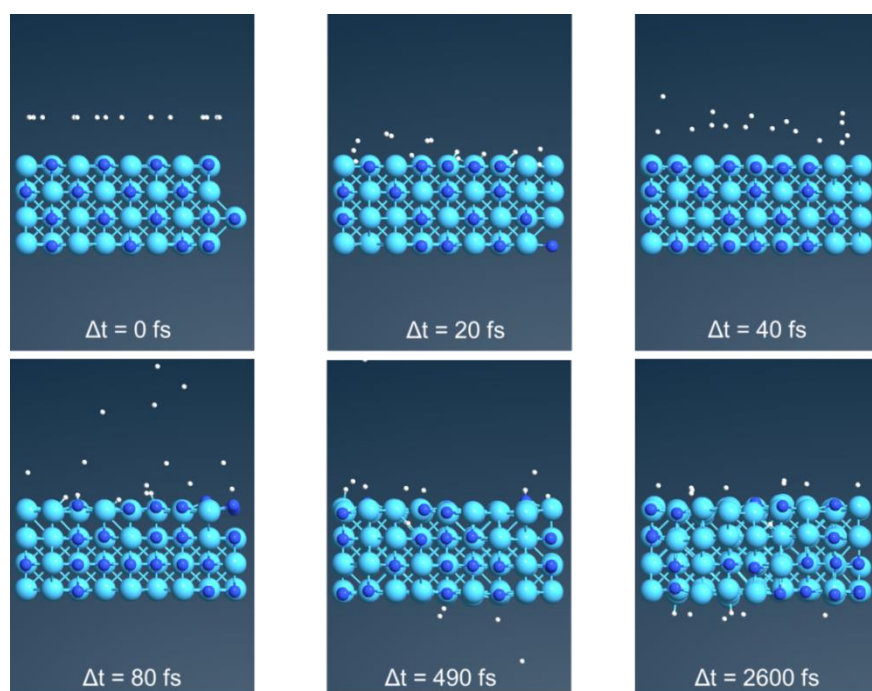 Δt = 0 fs
Δt = 20 fs
Δt = 40 fs
Δt = 80 fs
Δt = 490 fs
Δt = 2600 fs